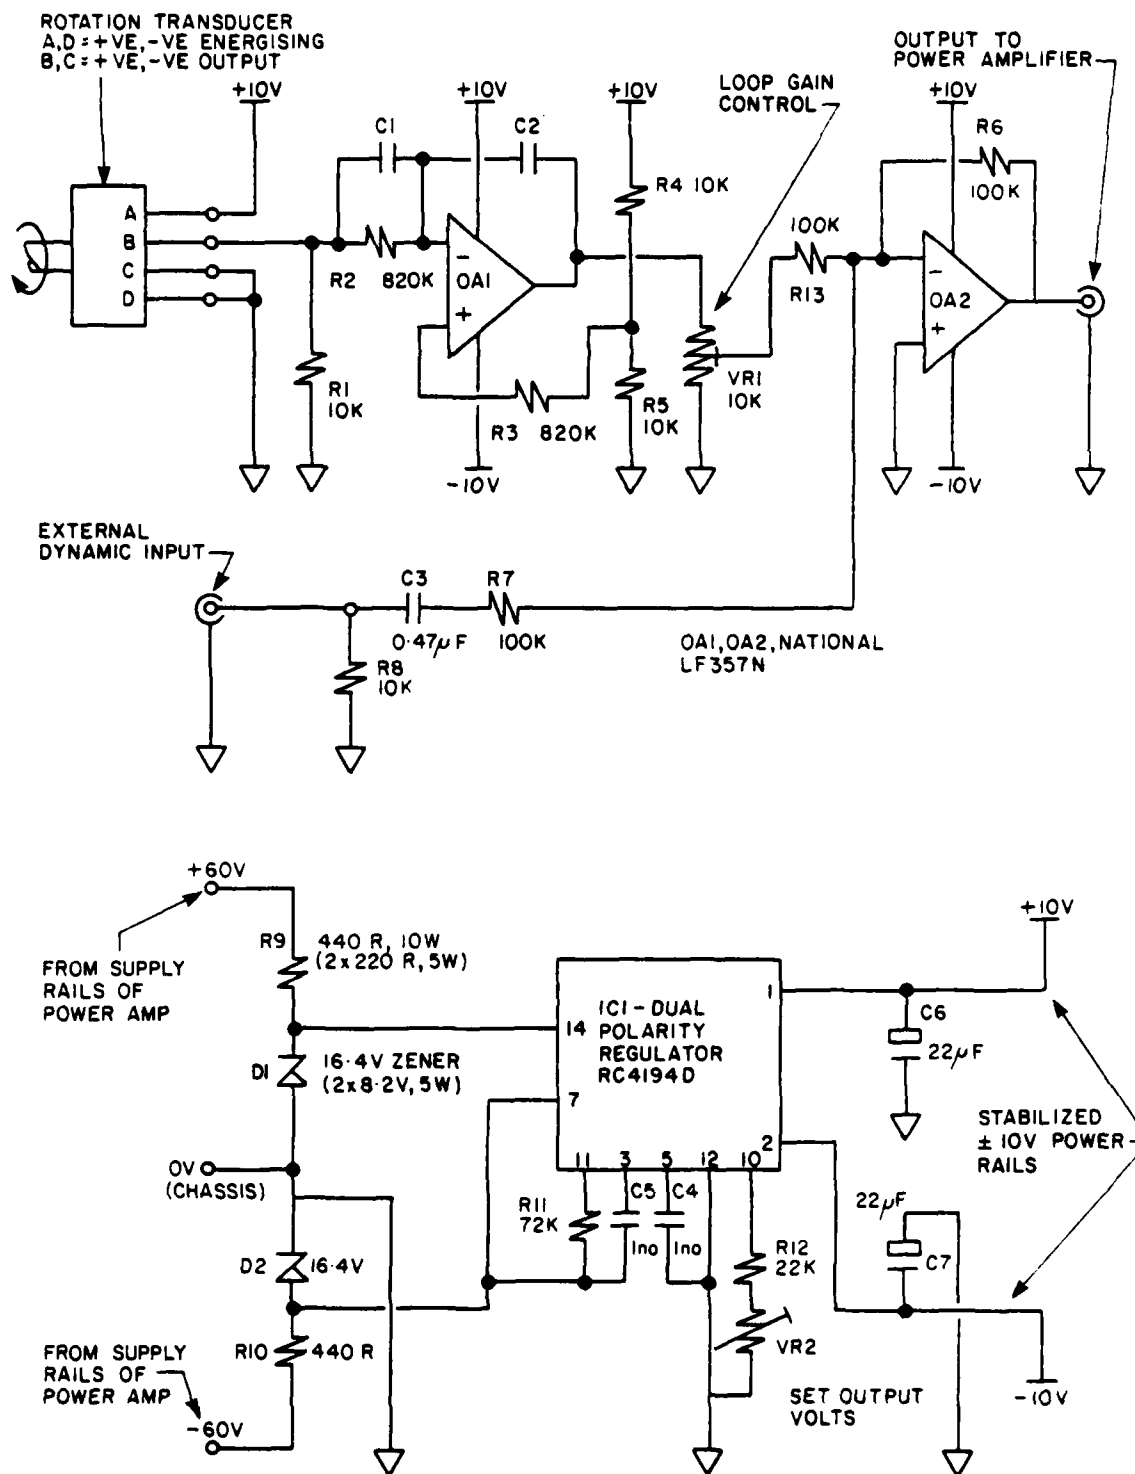 ROTATION TRANSDUCER
A,D=+VE,-VE ENERGISING
B,C=+VE,-VE OUTPUT
+10V
+10V
+10V
LOOP GAIN
CONTROL
OUTPUT TO
POWER AMPLIFIER
+10V
C1
C2
R6
100K
R4 10K
A
B
C
D
R2
820K
-
OA1
+
100K
R13
-
OA2
+
R1
10K
R3
820K
R5
10K
VR1
10K
-10V
-10V
EXTERNAL
DYNAMIC INPUT
C3
R7
0.47µF
100K
R8
10K
OA1,OA2,NATIONAL
LF357N
+60V
R9
440 R, 10W
(2x220 R, 5W)
FROM SUPPLY
RAILS OF
POWER AMP
D1
16.4V ZENER
(2x8.2V, 5W)
0V
(CHASSIS)
D2
16.4V
R10
440 R
FROM SUPPLY
RAILS OF
POWER AMP
-60V
IC1-DUAL
POLARITY
REGULATOR
RC4194D
14
7
1
2
11
3
5
12
10
R11
72K
C5
C4
1no
1no
R12
22K
VR2
SET OUTPUT
VOLTS
+10V
C6
22µF
STABILIZED
±10V POWER
RAILS
22µF
C7
-10V